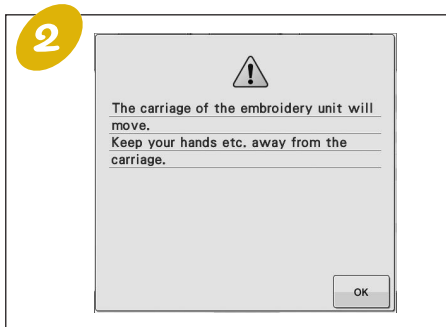 2
The carriage of the embroidery unit will
move.
Keep your hands etc. away from the
carriage.
OK